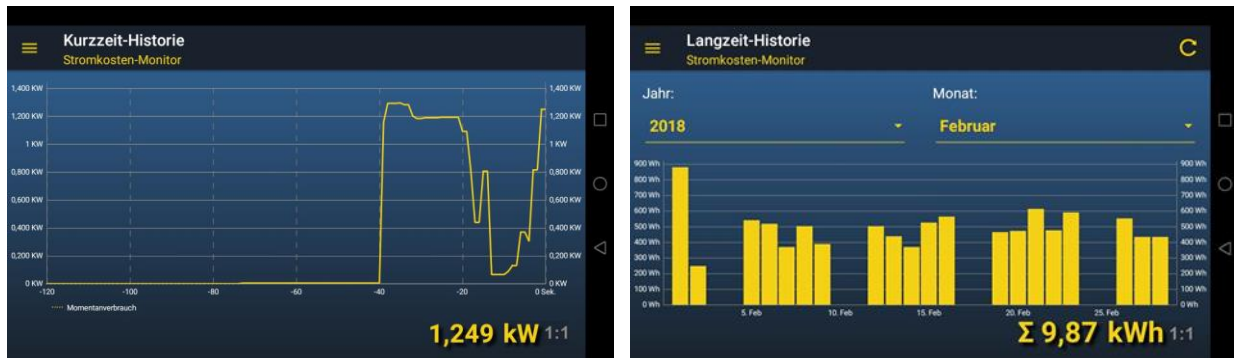 Kurzzeit-Historie
Stromkosten-Monitor
1,400 KW 1,400 KW
1,200 KW 1,200 KW
1 KW 1 KW
0,800 KW 0,800 KW
0,600 KW 0,600 KW
0,400 KW 0,400 KW
0,200 KW 0,200 KW
0 KW 0 KW
-120 -100 -80 -60 -40 -20 0 Sek.
Momentanverbrauch
1,249 kW 1:1
Langzeit-Historie
Stromkosten-Monitor
Jahr: Monat:
2018 Februar
900 Wh 900 Wh
800 Wh 800 Wh
700 Wh 700 Wh
600 Wh 600 Wh
500 Wh 500 Wh
400 Wh 400 Wh
300 Wh 300 Wh
200 Wh 200 Wh
100 Wh 100 Wh
0 Wh 0 Wh
5. Feb 10. Feb 15. Feb 20. Feb 25. Feb
Σ 9,87 kWh 1:1